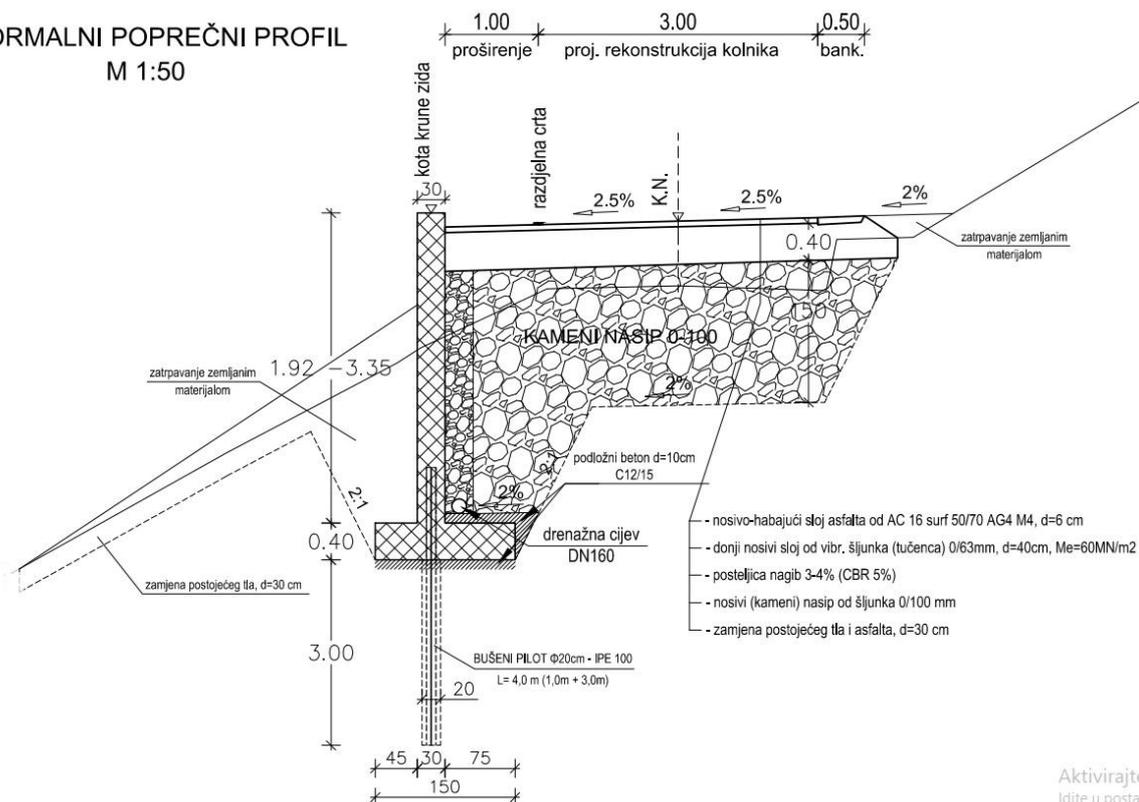 ORMALNI POPREČNI PROFIL
M 1:50
1.00
3.00
0.50
proširenje
proj. rekonstrukcija kolnika
bank.
kota krune zida
razdjelna crta
K.N.
30
2.5%
2.5%
2%
0.40
zatrpavanje zemljanim
materijalom
150
KAMENI NASIP 0-100
1.92 -3.35
zatrpavanje zemljanim
materijalom
2%
podložni beton d=10cm
C12/15
2:1
2:1
2%
drenažna cijev
DN160
0.40
zamjena postojećeg tla, d=30 cm
- nosivo-habajući sloj asfalta od AC 16 surf 50/70 AG4 M4, d=6 cm
- donji nosivi sloj od vibr. šljunka (tučenca) 0/63mm, d=40cm, Me=60MN/m2
- posteljica nagib 3-4% (CBR 5%)
- nosivi (kameni) nasip od šljunka 0/100 mm
- zamjena postojećeg tla i asfalta, d=30 cm
3.00
BUŠENI PILOT Φ20cm - IPE 100
L= 4,0 m (1,0m + 3,0m)
20
45
30
75
150
Aktivirajte